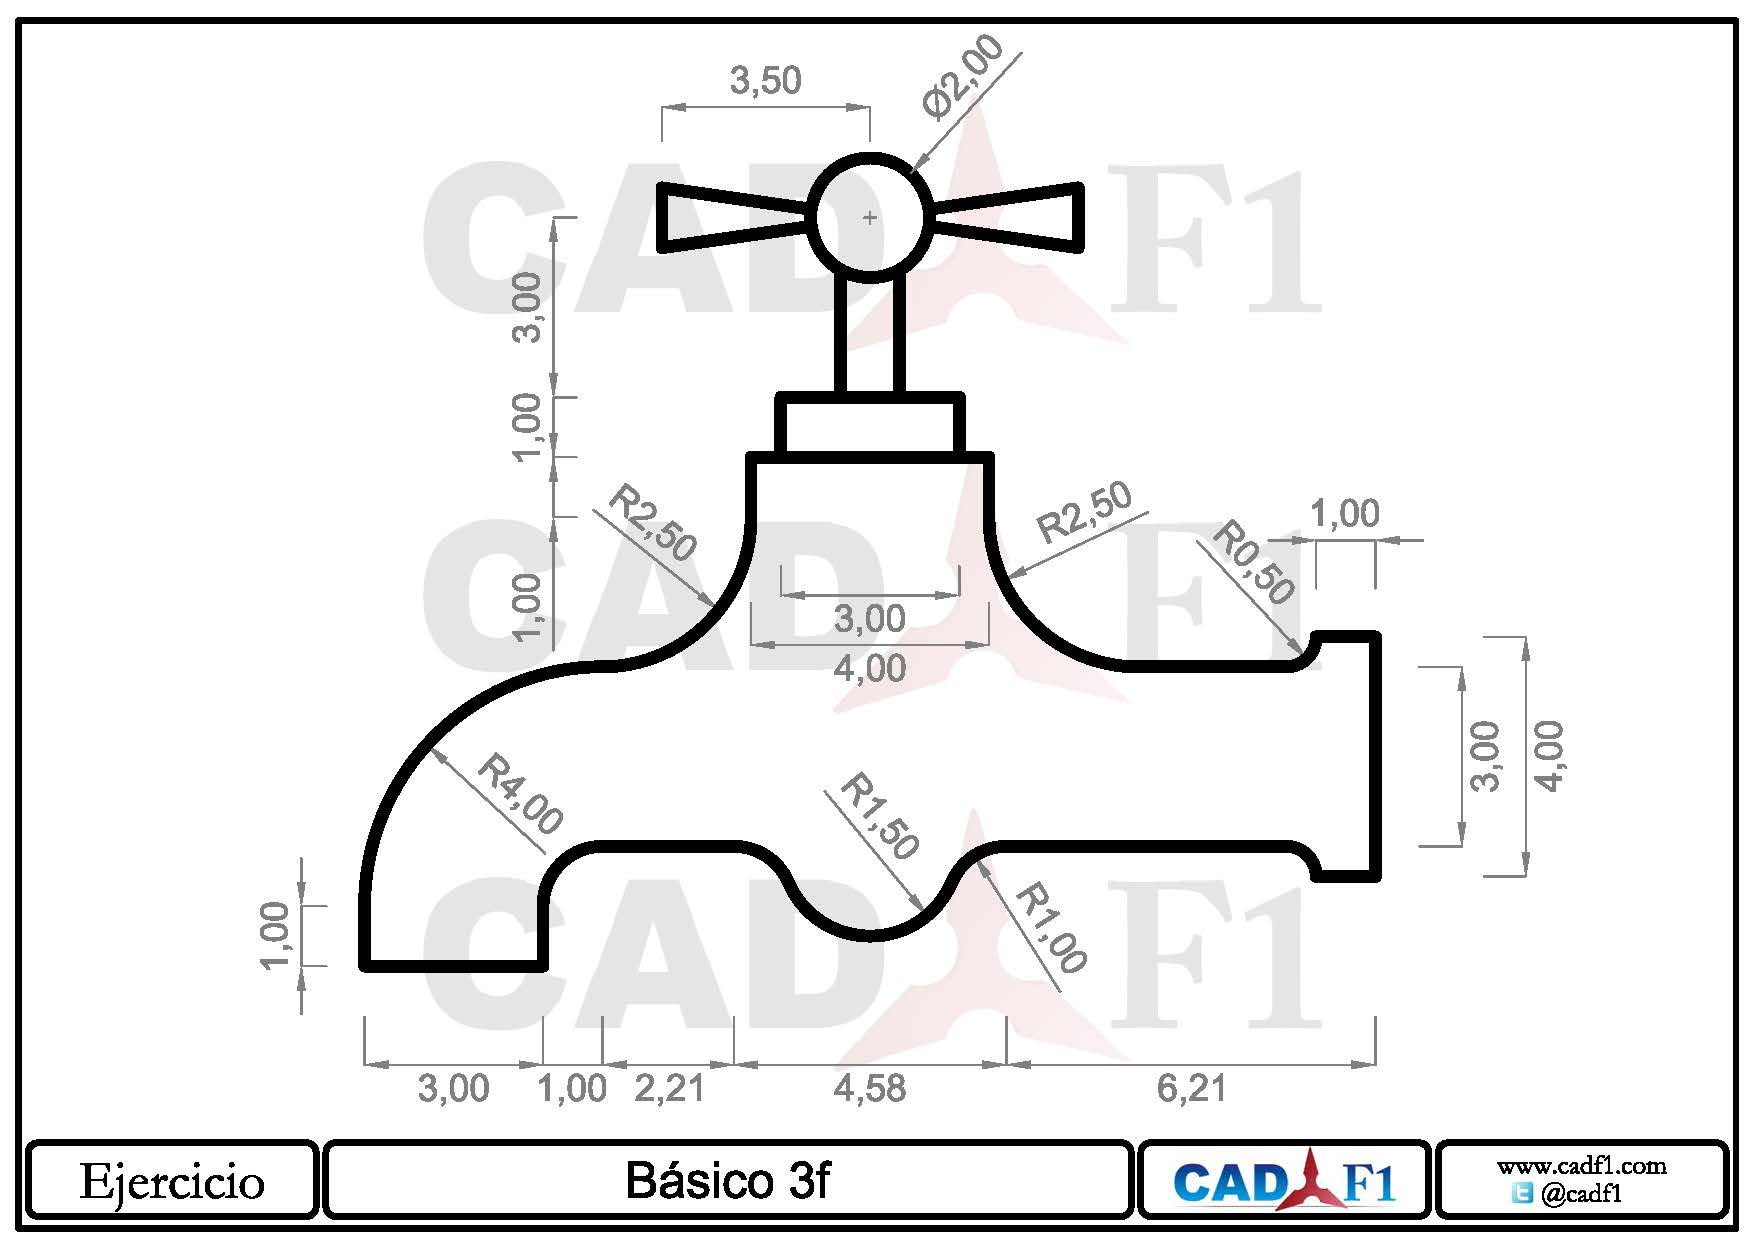 3,50
Ø2,00
CAD F1
3,00
1,00
R2,50
R2,50
1,00
R0,50
1,00
CAD F1
3,00
4,00
3,00
4,00
R4,00
R1,50
R1,00
1,00
CAD F1
3,00 1,00 2,21 4,58 6,21
Ejercicio
Básico 3f
CAD F1
www.cadf1.com
@cadf1